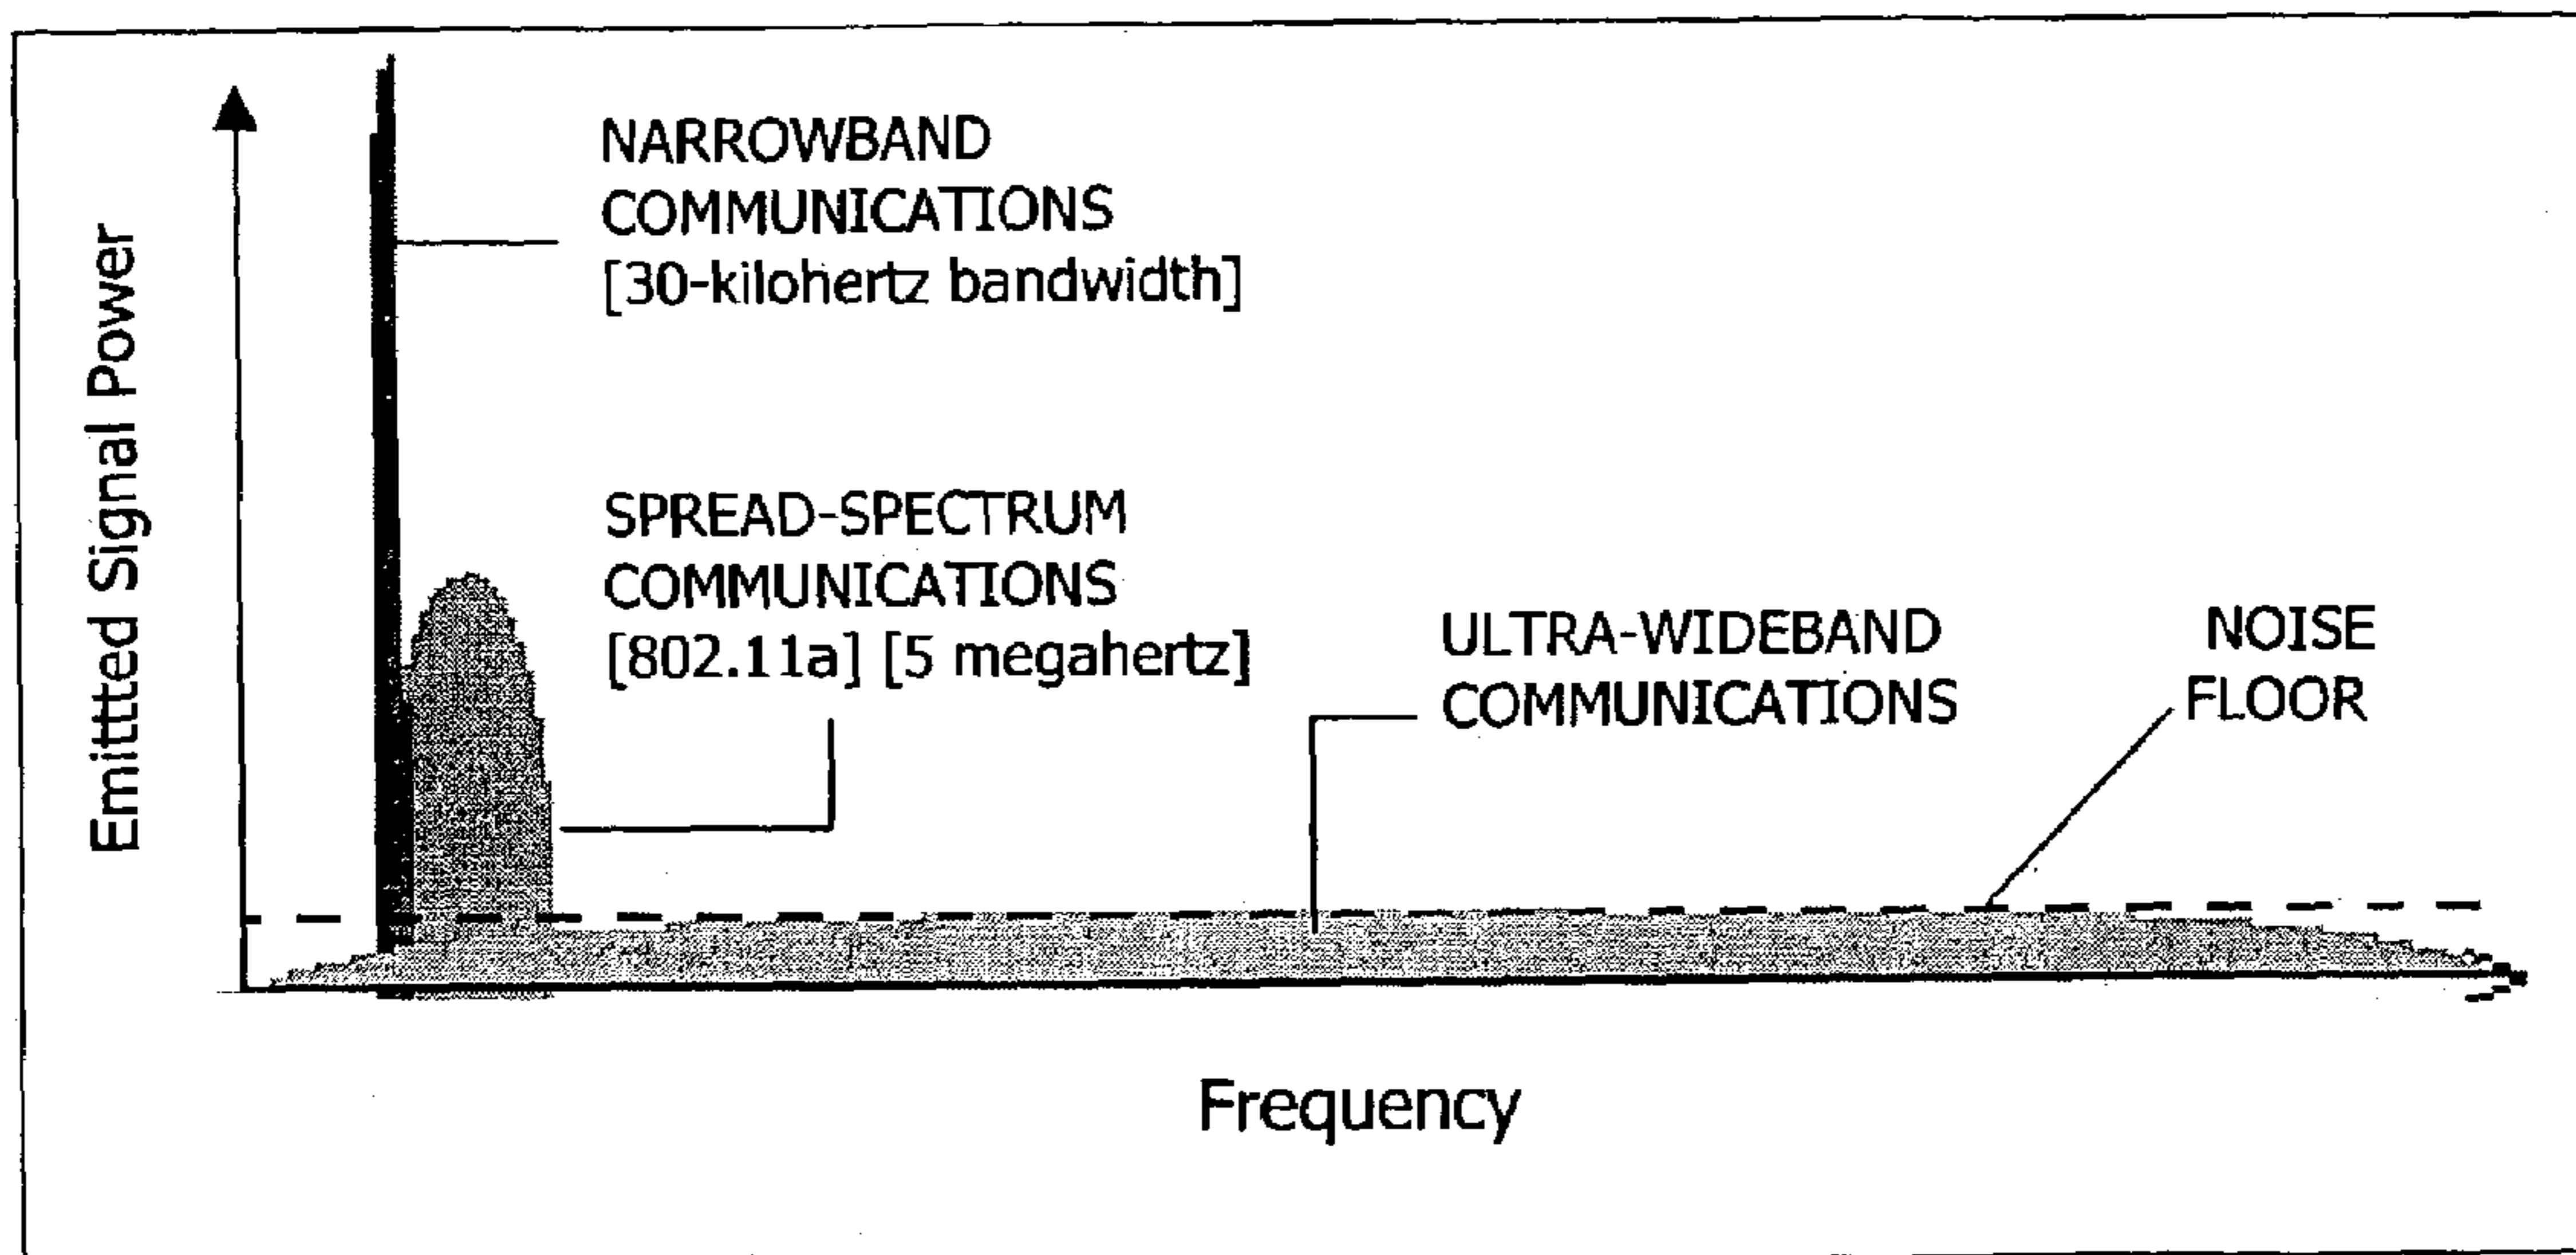 NARROWBAND
COMMUNICATIONS
[30-kilohertz bandwidth]
Emittted Signal Power
SPREAD-SPECTRUM
COMMUNICATIONS
[802.11a] [5 megahertz]
ULTRA-WIDEBAND
COMMUNICATIONS
NOISE
FLOOR
Frequency